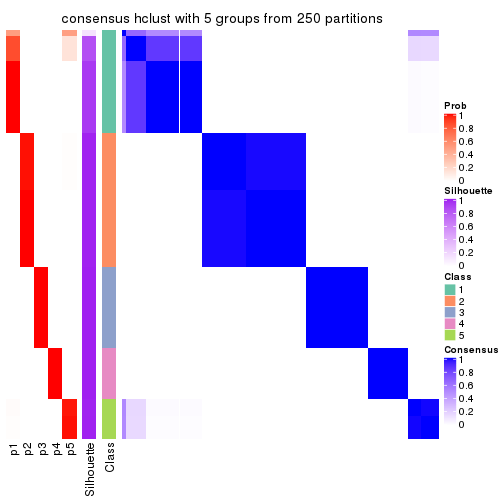 consensus hclust with 5 groups from 250 partitions
Prob
1
0.8
0.6
0.4
0.2
0
Silhouette
1
0.8
0.6
0.4
0.2
0
Class
1
2
3
4
5
Consensus
1
0.8
0.6
0.4
0.2
0
p1
p2
p3
p4
p5
Silhouette
Class